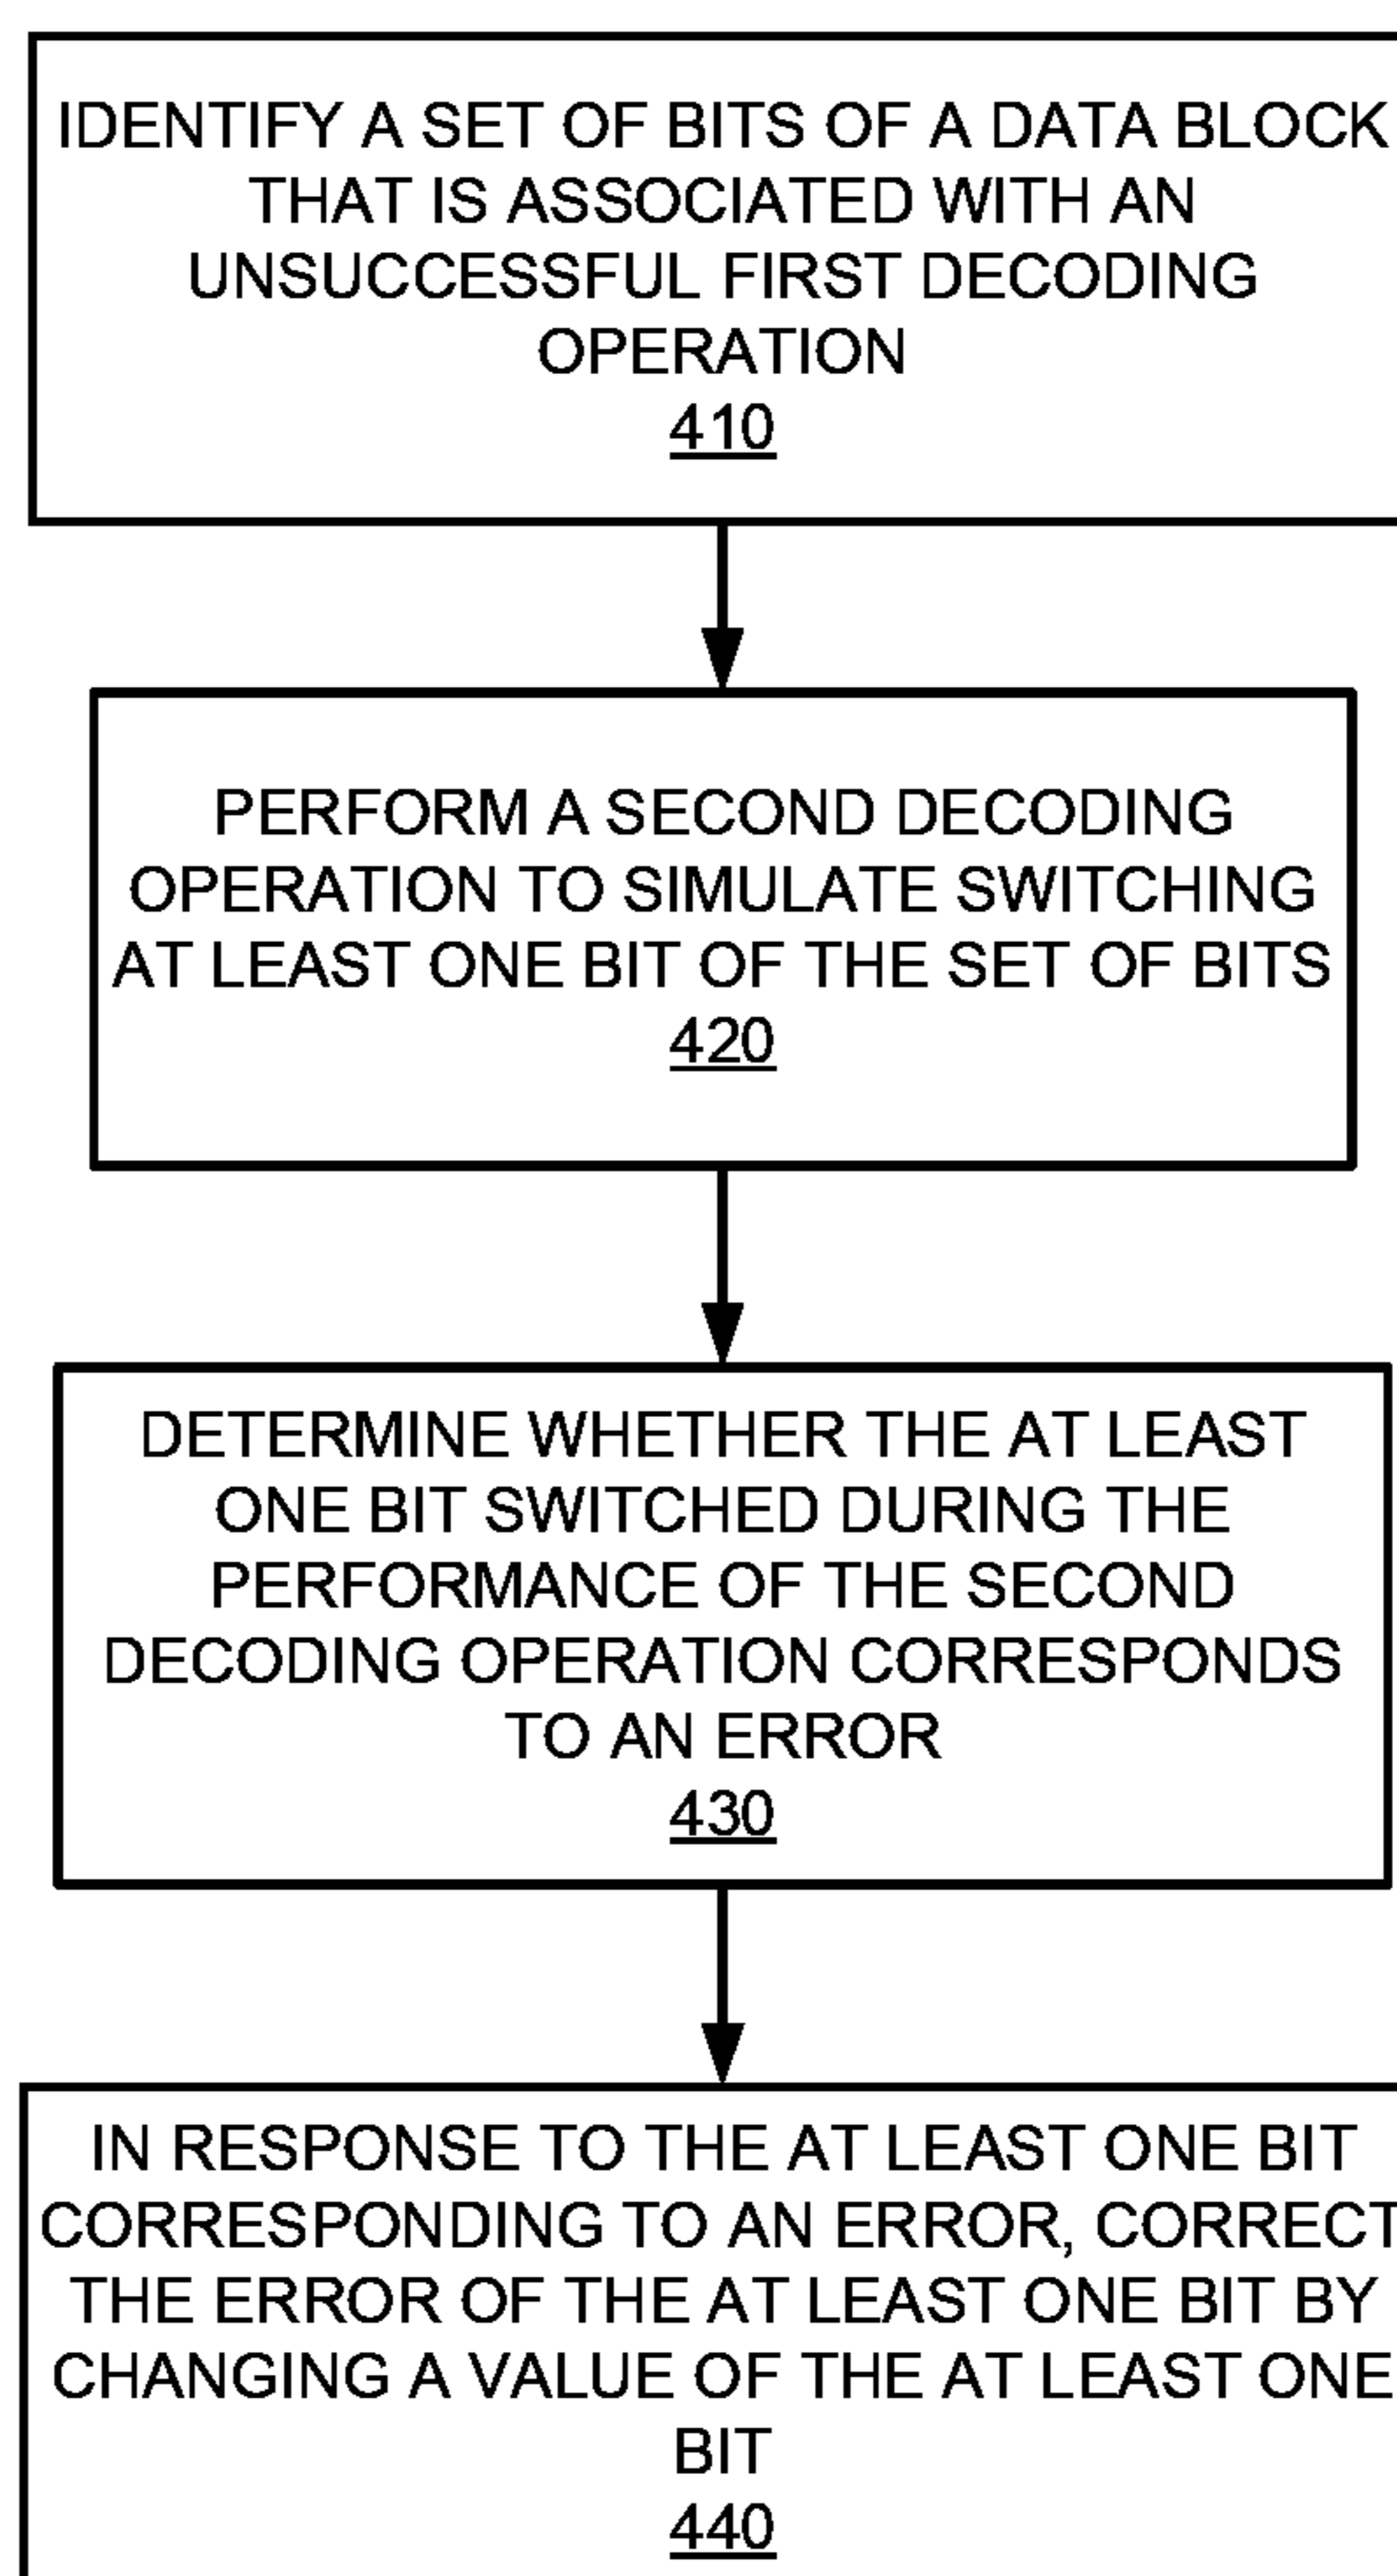 IDENTIFY A SET OF BITS OF A DATA BLOCK
THAT IS ASSOCIATED WITH AN
UNSUCCESSFUL FIRST DECODING
OPERATION
410
PERFORM A SECOND DECODING
OPERATION TO SIMULATE SWITCHING
AT LEAST ONE BIT OF THE SET OF BITS
420
DETERMINE WHETHER THE AT LEAST
ONE BIT SWITCHED DURING THE
PERFORMANCE OF THE SECOND
DECODING OPERATION CORRESPONDS
TO AN ERROR
430
IN RESPONSE TO THE AT LEAST ONE BIT
CORRESPONDING TO AN ERROR, CORRECT
THE ERROR OF THE AT LEAST ONE BIT BY
CHANGING A VALUE OF THE AT LEAST ONE
BIT
440